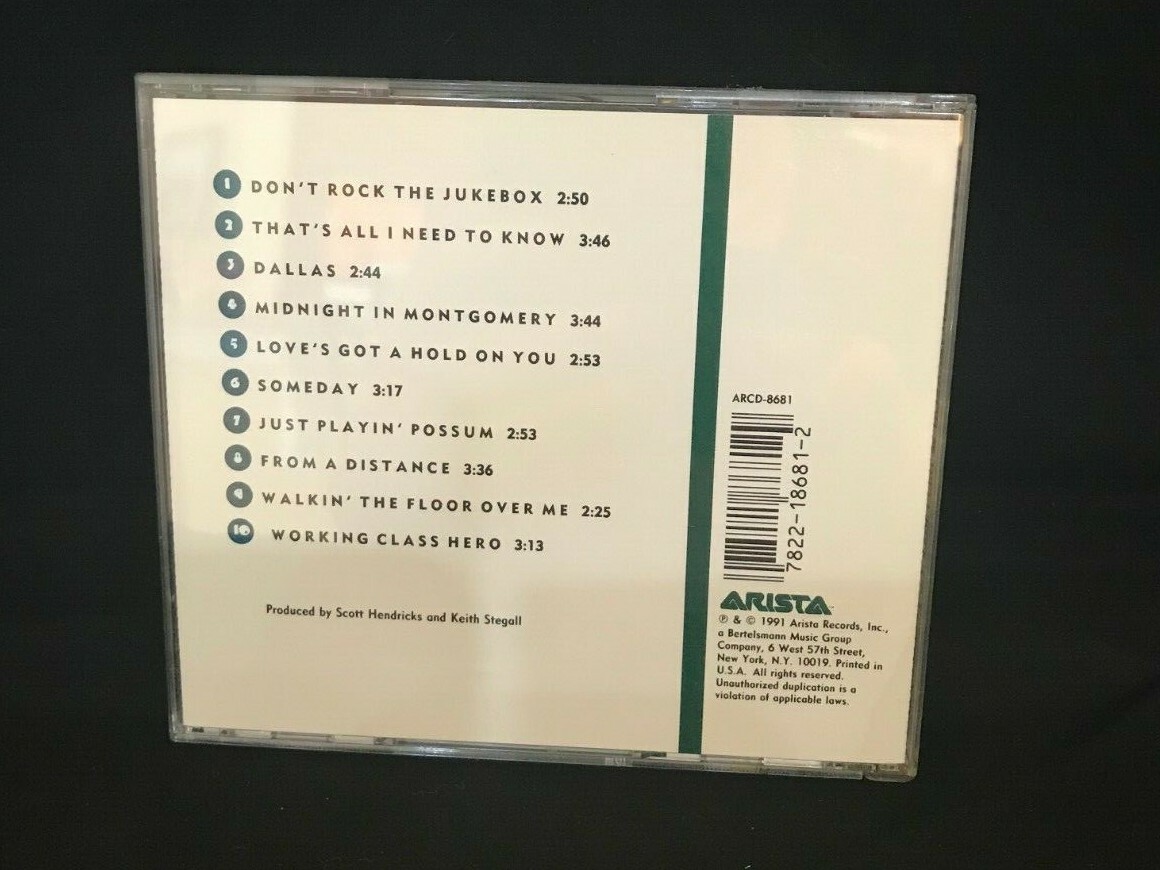 1 DON'T ROCK THE JUKEBOX 2:50
2 THAT'S ALL I NEED TO KNOW 3:46
3 DALLAS 2:44
4 MIDNIGHT IN MONTGOMERY 3:44
5 LOVE'S GOT A HOLD ON YOU 2:53
6 SOMEDAY 3:17
7 JUST PLAYIN' POSSUM 2:53
8 FROM A DISTANCE 3:36
9 WALKIN' THE FLOOR OVER ME 2:25
10 WORKING CLASS HERO 3:13
Produced by Scott Hendricks and Keith Stegall
ARCD-8681
7822-18681-2
ARISTA
℗ & © 1991 Arista Records, Inc.,
a Bertelsmann Music Group
Company, 6 West 57th Street,
New York, N.Y. 10019. Printed in
U.S.A. All rights reserved.
Unauthorized duplication is a
violation of applicable laws.